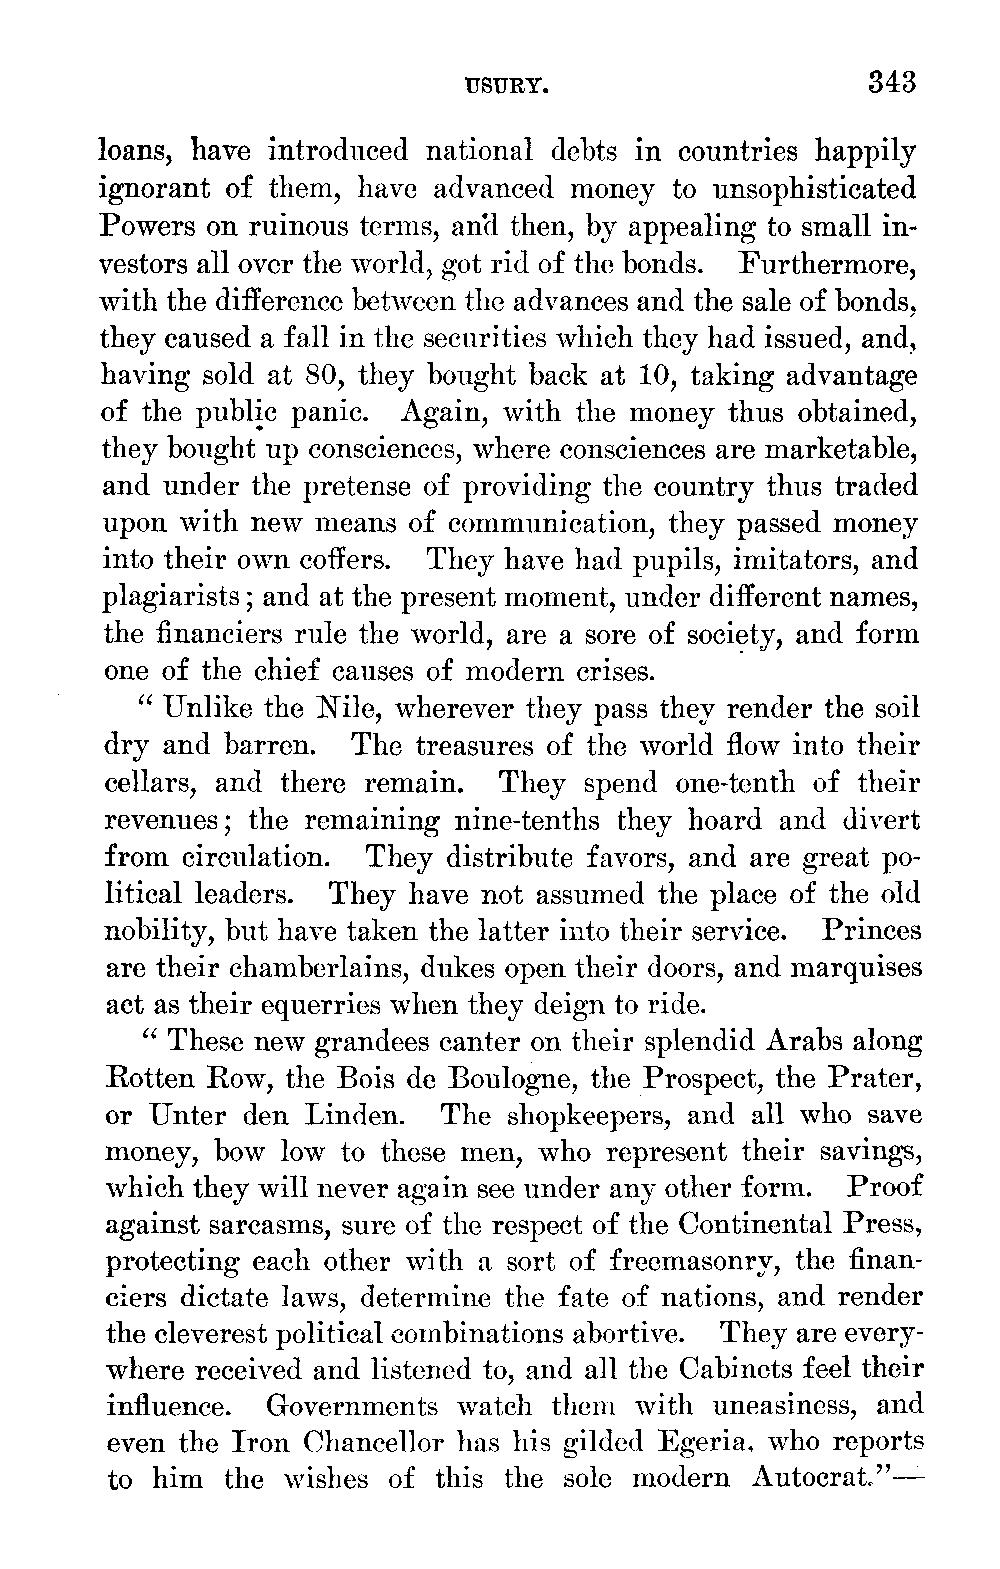 USURY. 343
loans, have introduced national debts in countries happily
ignorant of them, have advanced money to unsophisticated
Powers on ruinous terms, and then, by appealing to small in-
vestors all over the world, got rid of the bonds. Furthermore,
with the difference between the advances and the sale of bonds,
they caused a fall in the securities which they had issued, and,
having sold at 80, they bought back at 10, taking advantage
of the public panic. Again, with the money thus obtained,
they bought up consciences, where consciences are marketable,
and under the pretense of providing the country thus traded
upon with new means of communication, they passed money
into their own coffers. They have had pupils, imitators, and
plagiarists; and at the present moment, under different names,
the financiers rule the world, are a sore of society, and form
one of the chief causes of modern crises.
“Unlike the Nile, wherever they pass they render the soil
dry and barren. The treasures of the world flow into their
cellars, and there remain. They spend one-tenth of their
revenues; the remaining nine-tenths they hoard and divert
from circulation. They distribute favors, and are great po-
litical leaders. They have not assumed the place of the old
nobility, but have taken the latter into their service. Princes
are their chamberlains, dukes open their doors, and marquises
act as their equerries when they deign to ride.
“These new grandees canter on their splendid Arabs along
Rotten Row, the Bois de Boulogne, the Prospect, the Prater,
or Unter den Linden. The shopkeepers, and all who save
money, bow low to these men, who represent their savings,
which they will never again see under any other form. Proof
against sarcasms, sure of the respect of the Continental Press,
protecting each other with a sort of freemasonry, the finan-
ciers dictate laws, determine the fate of nations, and render
the cleverest political combinations abortive. They are every-
where received and listened to, and all the Cabinets feel their
influence. Governments watch them with uneasiness, and
even the Iron Chancellor has his gilded Egeria, who reports
to him the wishes of this the sole modern Autocrat.”—